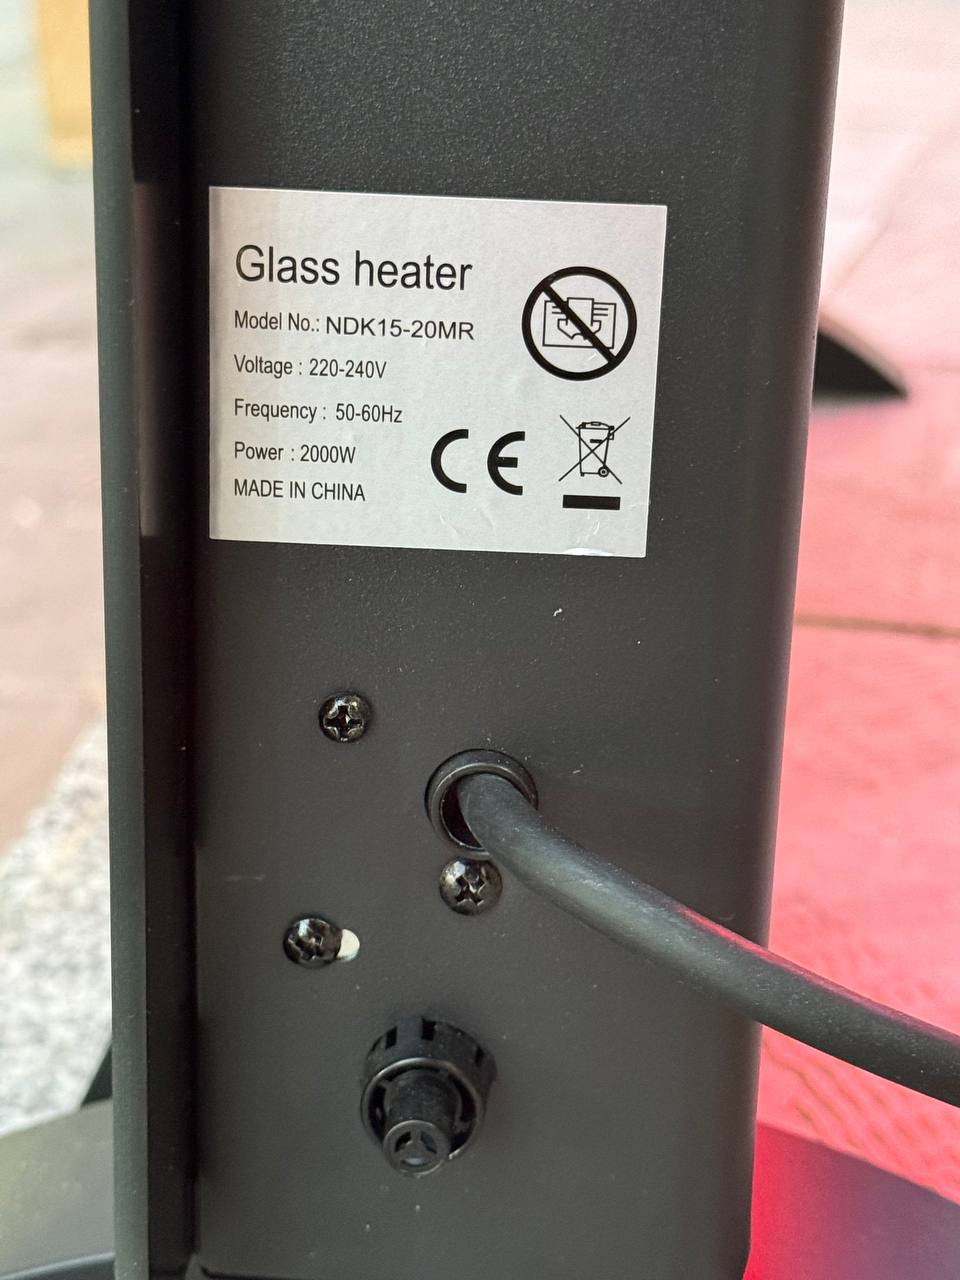 Glass heater
Model No.: NDK15-20MR
Voltage : 220-240V
Frequency : 50-60Hz
Power : 2000W
MADE IN CHINA
CE